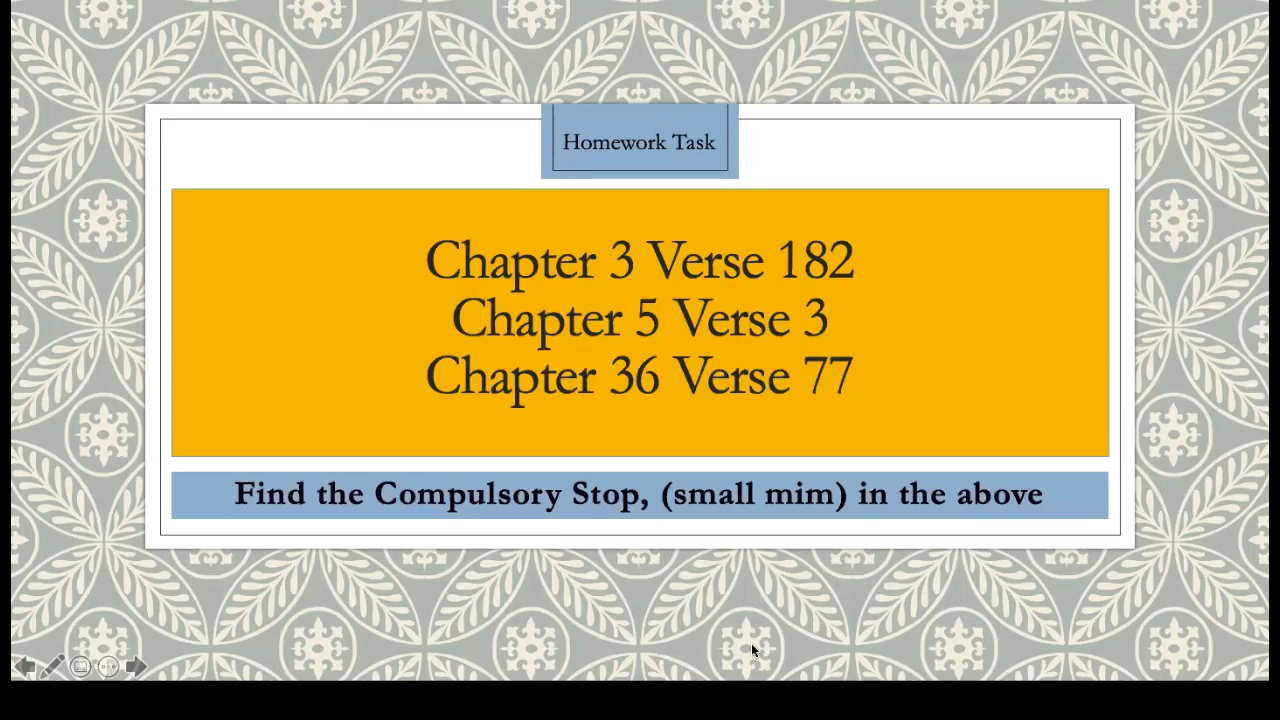 Homework Task
Chapter 3 Verse 182
Chapter 5 Verse 3
Chapter 36 Verse 77
Find the Compulsory Stop, (small mim) in the above